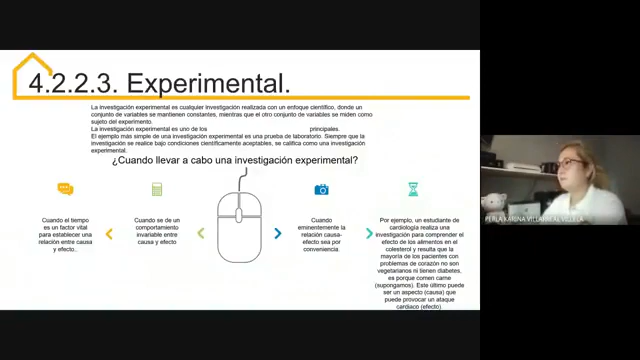 4.2.2.3. Experimental.
La investigación experimental es cualquier investigación realizada con un enfoque científico, donde un
conjunto de variables se mantienen constantes, mientras que el otro conjunto de variables se miden como
sujeto del experimento.
La investigación experimental es uno de los principales.
El ejemplo más simple de una investigación experimental es una prueba de laboratorio. Siempre que la
investigación se realice bajo condiciones científicamente aceptables, se califica como una investigación
experimental.
¿Cuando llevar a cabo una investigación experimental?
Cuando el tiempo
es un factor vital
para establecer una
relación entre causa
y efecto..
Cuando se de un
comportamiento
invariable entre
causa y efecto
Cuando
eminentemente la
relación causa-
efecto sea por
conveniencia.
Por ejemplo, un estudiante de
cardiología realiza una
investigación para comprender el
efecto de los alimentos en el
colesterol y resulta que la
mayoría de los pacientes con
problemas de corazón no son
vegetarianos ni tienen diabetes.
es porque comen carne
(supongamos). Este último puede
ser un aspecto (causa) que
puede provocar un ataque
cardíaco (efecto)
PERLA KARINA VILLARREAL VILLELA